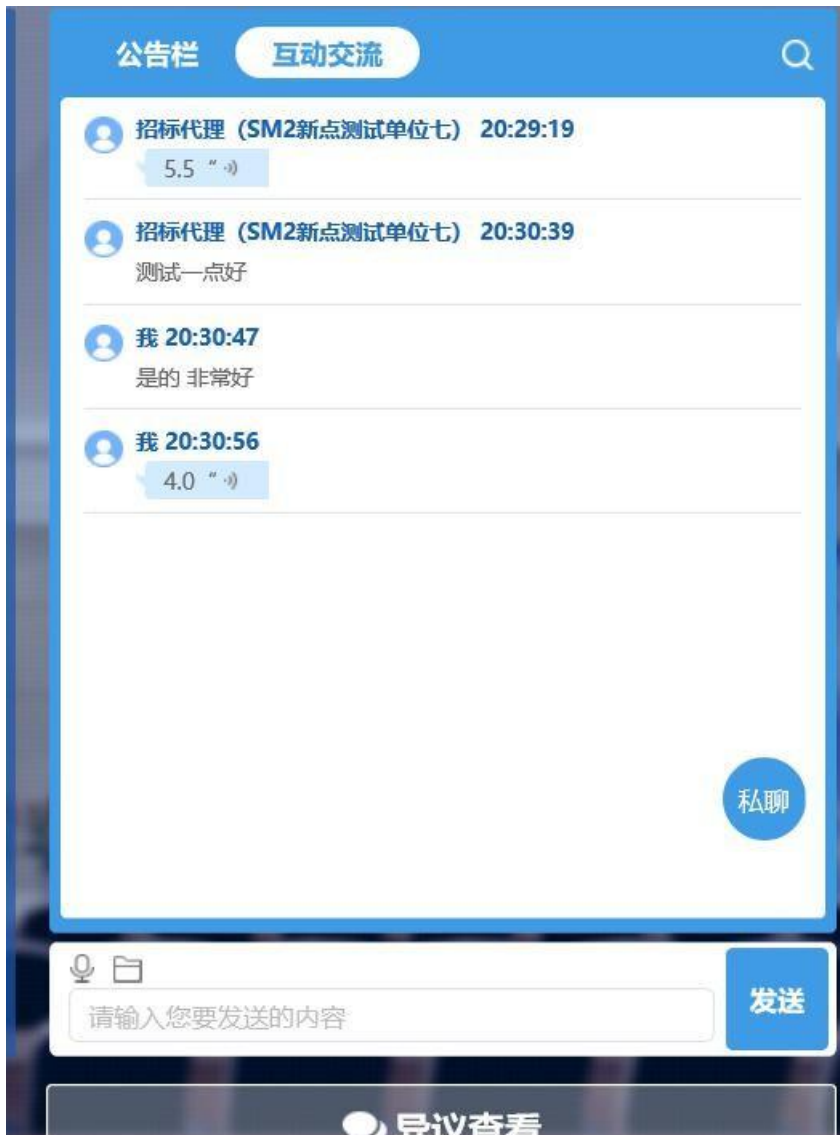 公告栏 互动交流
招标代理（SM2新点测试单位七） 20:29:19
5.5 "
招标代理（SM2新点测试单位七） 20:30:39
测试一点好
我 20:30:47
是的 非常好
我 20:30:56
4.0 "
私聊
请输入您要发送的内容
发送
异议查看